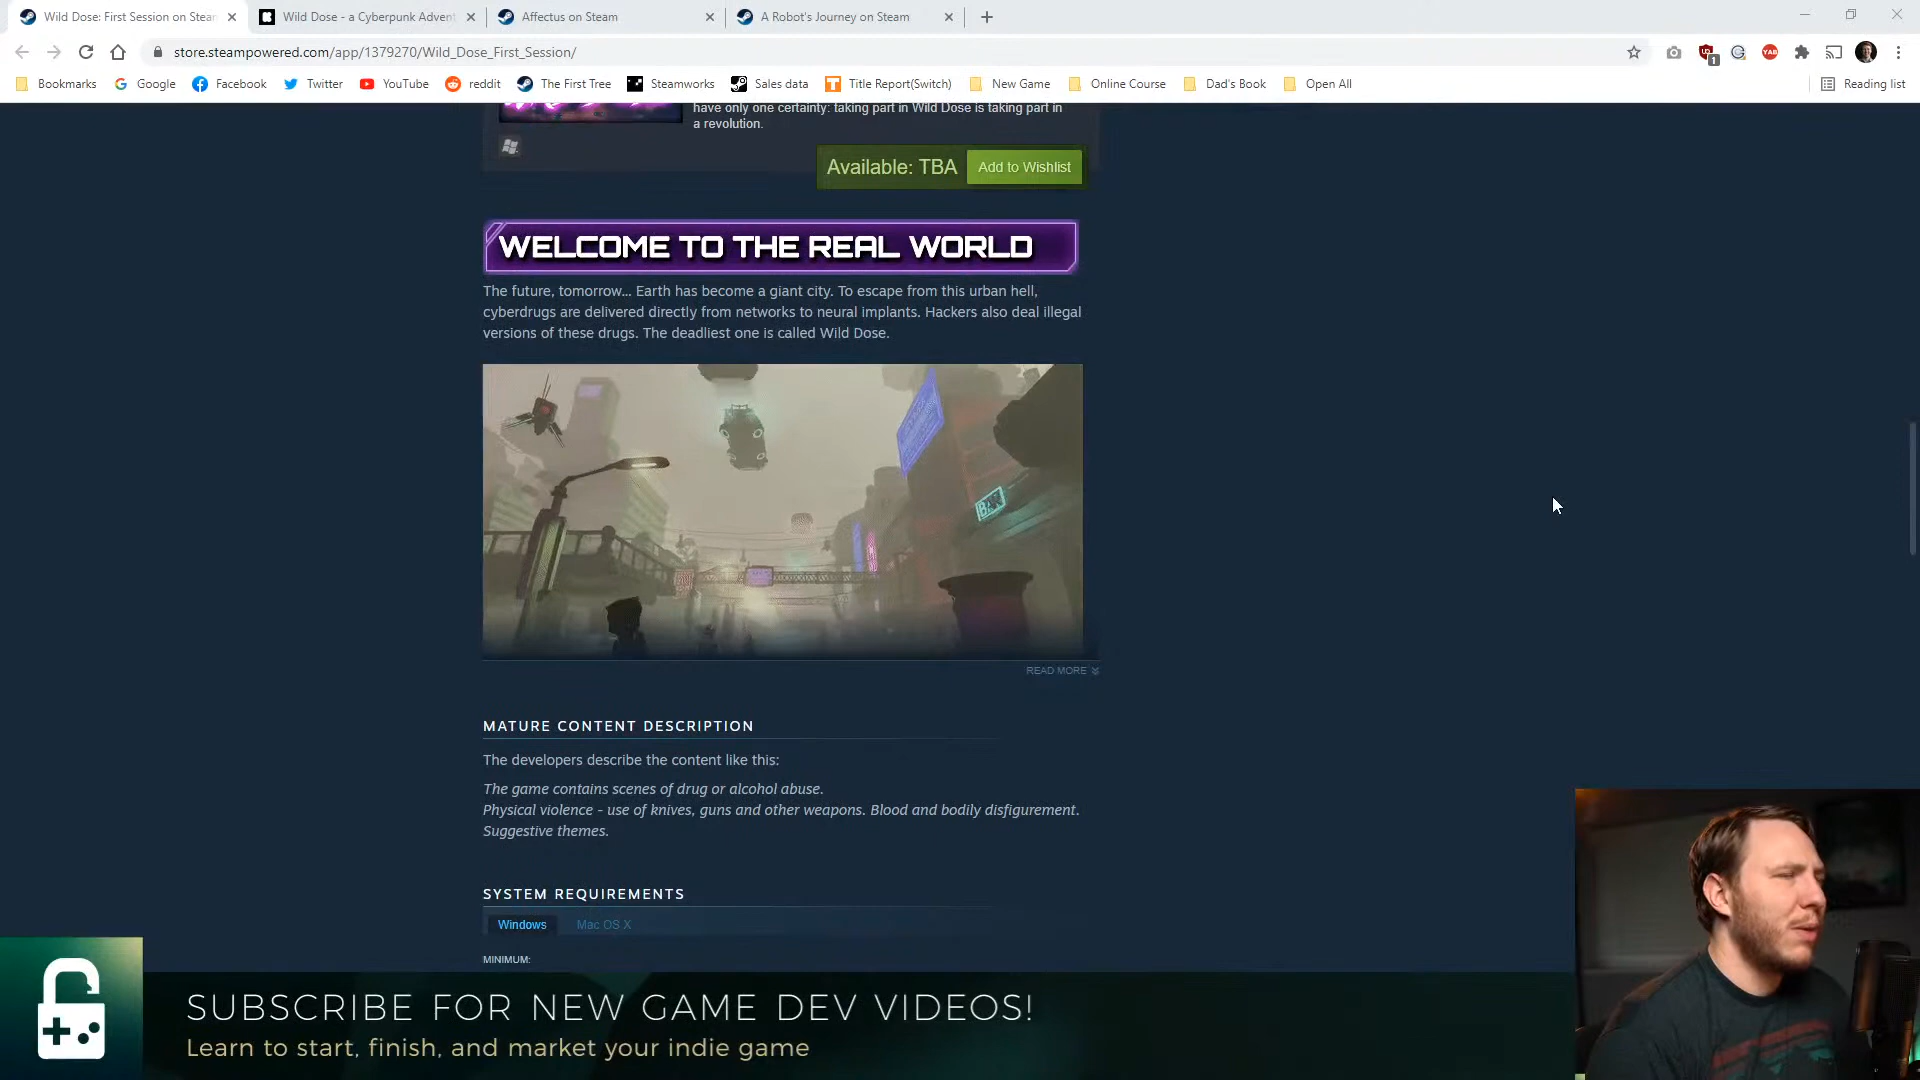 Wild Dose: First Session on Steam
Wild Dose - a Cyberpunk Advent
Affectus on Steam
A Robot's Journey on Steam
store.steampowered.com/app/1379270/Wild_Dose_First_Session/
1
Bookmarks
Google
Facebook
Twitter
YouTube
reddit
The First Tree
Steamworks
Sales data
Title Report(Switch)
New Game
Online Course
Dad's Book
Open All
Reading list
have only one certainty: taking part in Wild Dose is taking part in
a revolution.
Available: TBA
Add to Wishlist
WELCOME TO THE REAL WORLD
The future, tomorrow... Earth has become a giant city. To escape from this urban hell,
cyberdrugs are delivered directly from networks to neural implants. Hackers also deal illegal
versions of these drugs. The deadliest one is called Wild Dose.
BAR
READ MORE
MATURE CONTENT DESCRIPTION
The developers describe the content like this:
The game contains scenes of drug or alcohol abuse.
Physical violence - use of knives, guns and other weapons. Blood and bodily disfigurement.
Suggestive themes.
SYSTEM REQUIREMENTS
Windows
Mac OS X
MINIMUM:
SUBSCRIBE FOR NEW GAME DEV VIDEOS!
Learn to start, finish, and market your indie game